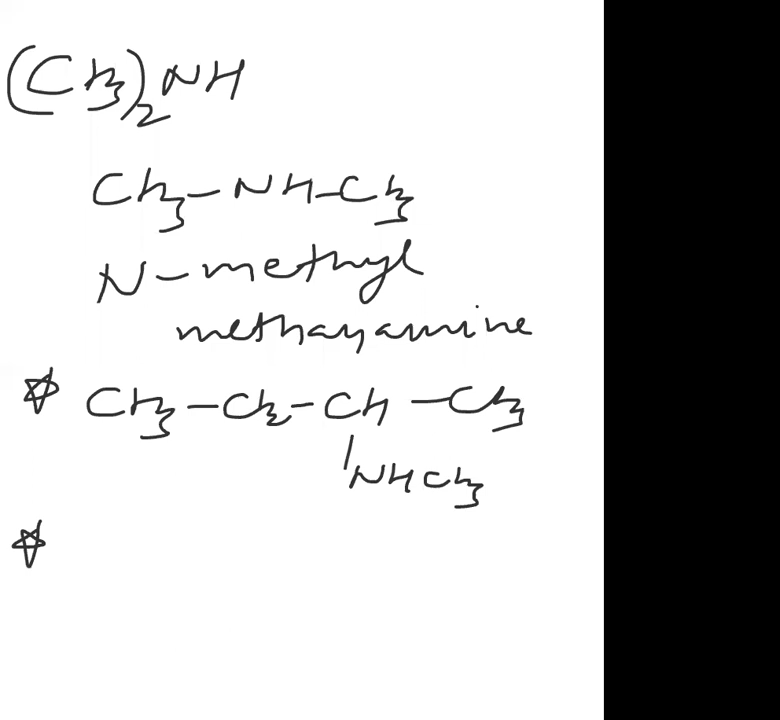 (CH3)2NH
CH3-NH-CH3
N-methyl
methanamine
☆ CH3-CH2-CH-CH3
NHCH3
☆